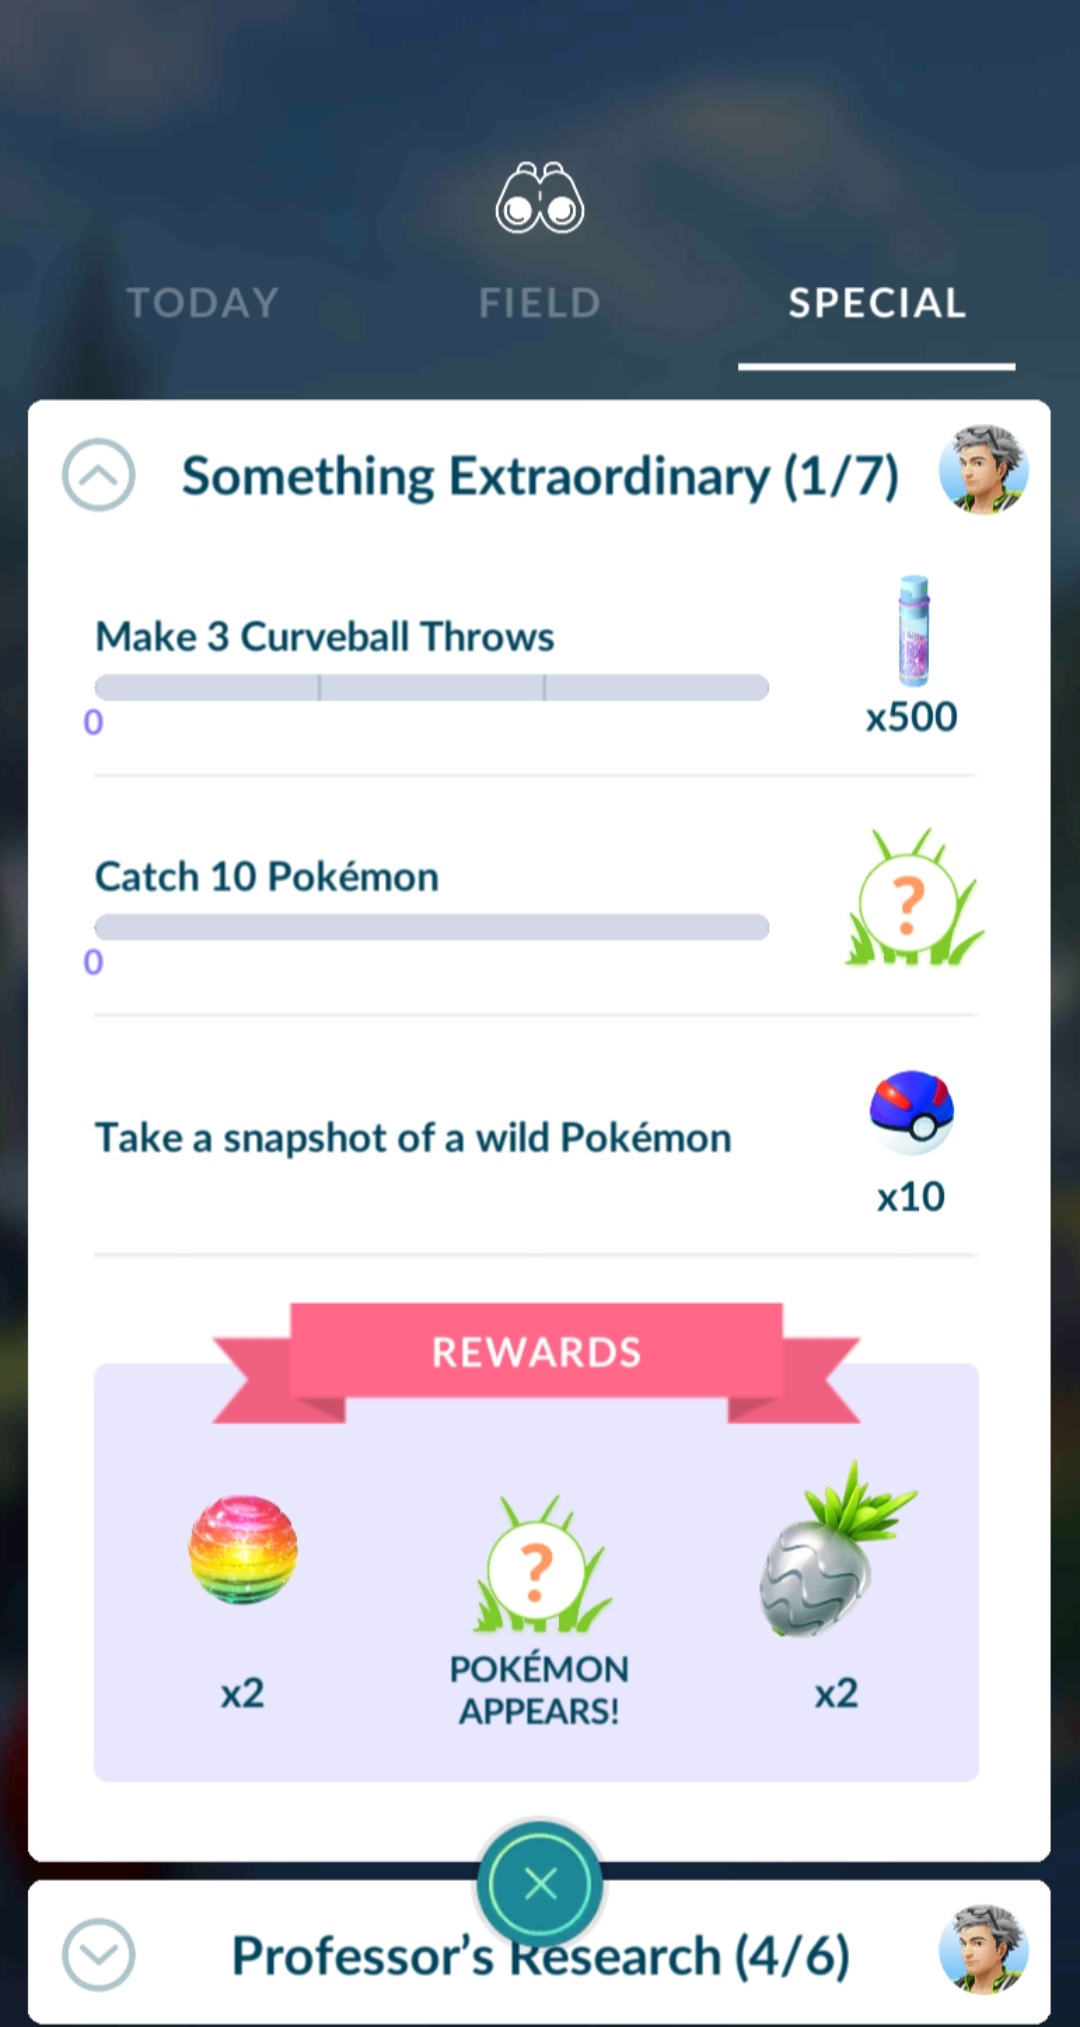 TODAY
FIELD
SPECIAL
Something Extraordinary (1/7)
Make 3 Curveball Throws
0
x500
Catch 10 Pokémon
0
?
Take a snapshot of a wild Pokémon
x10
REWARDS
x2
?
POKÉMON
APPEARS!
x2
Professor's Research (4/6)